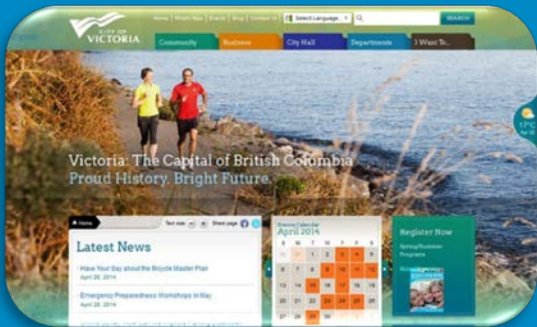 CITY OF
VICTORIA
Home | What's New | Events | Blog | Contact Us
Select Language
SEARCH
Community
Business
City Hall
Departments
I Want To...
17°C
Victoria: The Capital of British Columbia
Proud History. Bright Future.
Home
Text size
Share page
Latest News
Have Your Say about the Bicycle Master Plan
April 28, 2014
Emergency Preparedness Workshops in May
April 28, 2014
Events Calendar
April 2014
S M T W T F S
1 2 3 4 5
6 7 8 9 10 11 12
13 14 15 16 17 18 19
20 21 22 23 24 25 26
27 28 29 30
Register Now
Spring/Summer
Programs